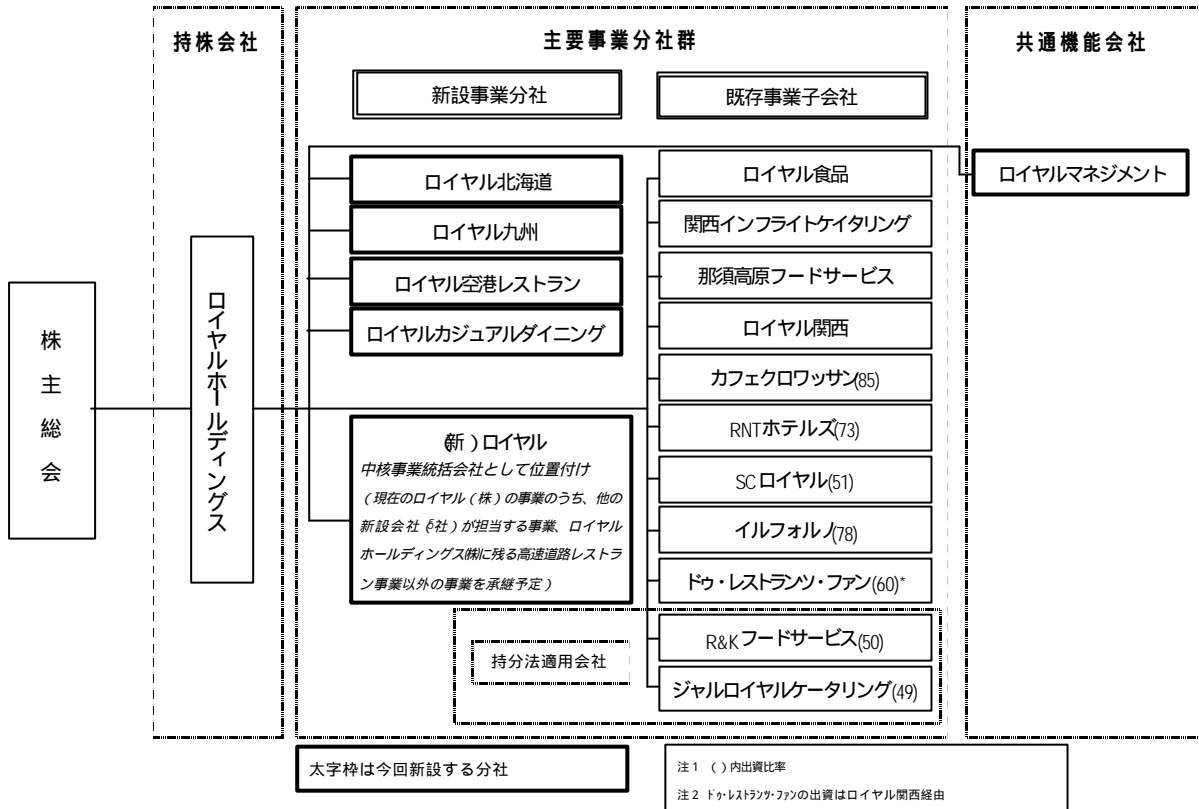 持株会社
主要事業分社群
共通機能会社
新設事業分社
既存事業子会社
株主総会
ロイヤルホールディングス
ロイヤル北海道
ロイヤル九州
ロイヤル空港レストラン
ロイヤルカジュアルダイニング
(新)ロイヤル
中核事業統括会社として位置付け
(現在のロイヤル(株)の事業のうち、他の
新設会社(5社)が担当する事業、ロイヤル
ホールディングス㈱に残る高速道路レストラ
ン事業以外の事業を承継予定)
ロイヤル食品
関西インフライトケイタリング
那須高原フードサービス
ロイヤル関西
カフェクロワッサン(85)
RNTホテルズ(73)
SCロイヤル(51)
イルフォルノ(78)
ドゥ・レストランツ・ファン(60)*
持分法適用会社
R&Kフードサービス(50)
ジャルロイヤルケータリング(49)
ロイヤルマネジメント
太字枠は今回新設する分社
注1 ( )内出資比率
注2 ドゥ・レストランツ・ファンの出資はロイヤル関西経由